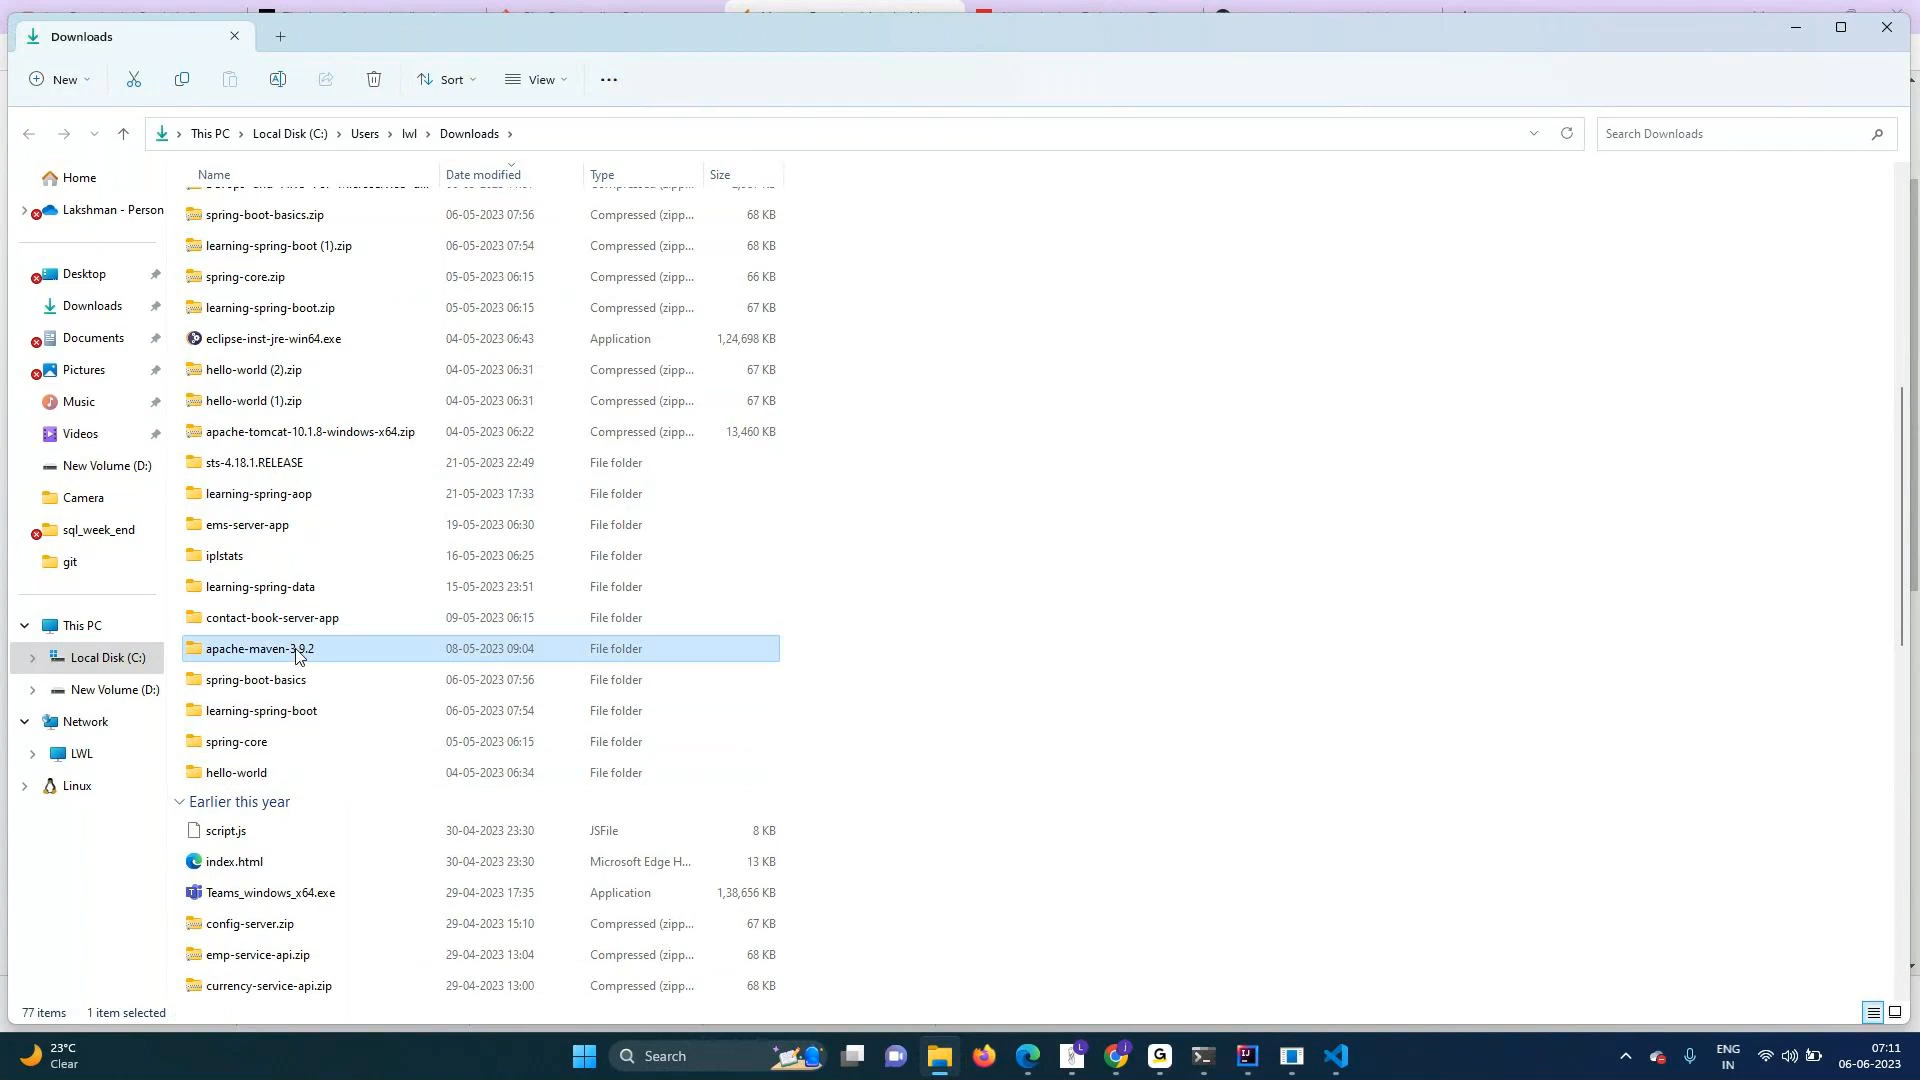 Downloads
New
Sort
View
This PC
Local Disk (C:)
Users
lwl
Downloads
Search Downloads
Name
Date modified
Type
Size
Home
Lakshman - Person
Desktop
Downloads
Documents
Pictures
Music
Videos
New Volume (D:)
Camera
sql_week_end
git
This PC
Local Disk (C:)
New Volume (D:)
Network
LWL
Linux
spring-boot-basics.zip 06-05-2023 07:56 Compressed (zipp... 68 KB
learning-spring-boot (1).zip 06-05-2023 07:54 Compressed (zipp... 68 KB
spring-core.zip 05-05-2023 06:15 Compressed (zipp... 66 KB
learning-spring-boot.zip 05-05-2023 06:15 Compressed (zipp... 67 KB
eclipse-inst-jre-win64.exe 04-05-2023 06:43 Application 1,24,698 KB
hello-world (2).zip 04-05-2023 06:31 Compressed (zipp... 67 KB
hello-world (1).zip 04-05-2023 06:31 Compressed (zipp... 67 KB
apache-tomcat-10.1.8-windows-x64.zip 04-05-2023 06:22 Compressed (zipp... 13,460 KB
sts-4.18.1.RELEASE 21-05-2023 22:49 File folder
learning-spring-aop 21-05-2023 17:33 File folder
ems-server-app 19-05-2023 06:30 File folder
iplstats 16-05-2023 06:25 File folder
learning-spring-data 15-05-2023 23:51 File folder
contact-book-server-app 09-05-2023 06:15 File folder
apache-maven-3.9.2 08-05-2023 09:04 File folder
spring-boot-basics 06-05-2023 07:56 File folder
learning-spring-boot 06-05-2023 07:54 File folder
spring-core 05-05-2023 06:15 File folder
hello-world 04-05-2023 06:34 File folder
Earlier this year
script.js 30-04-2023 23:30 JSFile 8 KB
index.html 30-04-2023 23:30 Microsoft Edge H... 13 KB
Teams_windows_x64.exe 29-04-2023 17:35 Application 1,38,656 KB
config-server.zip 29-04-2023 15:10 Compressed (zipp... 67 KB
emp-service-api.zip 29-04-2023 13:04 Compressed (zipp... 68 KB
currency-service-api.zip 29-04-2023 13:00 Compressed (zipp... 68 KB
77 items 1 item selected
23°C
Clear
Search
ENG
IN
07:11
06-06-2023